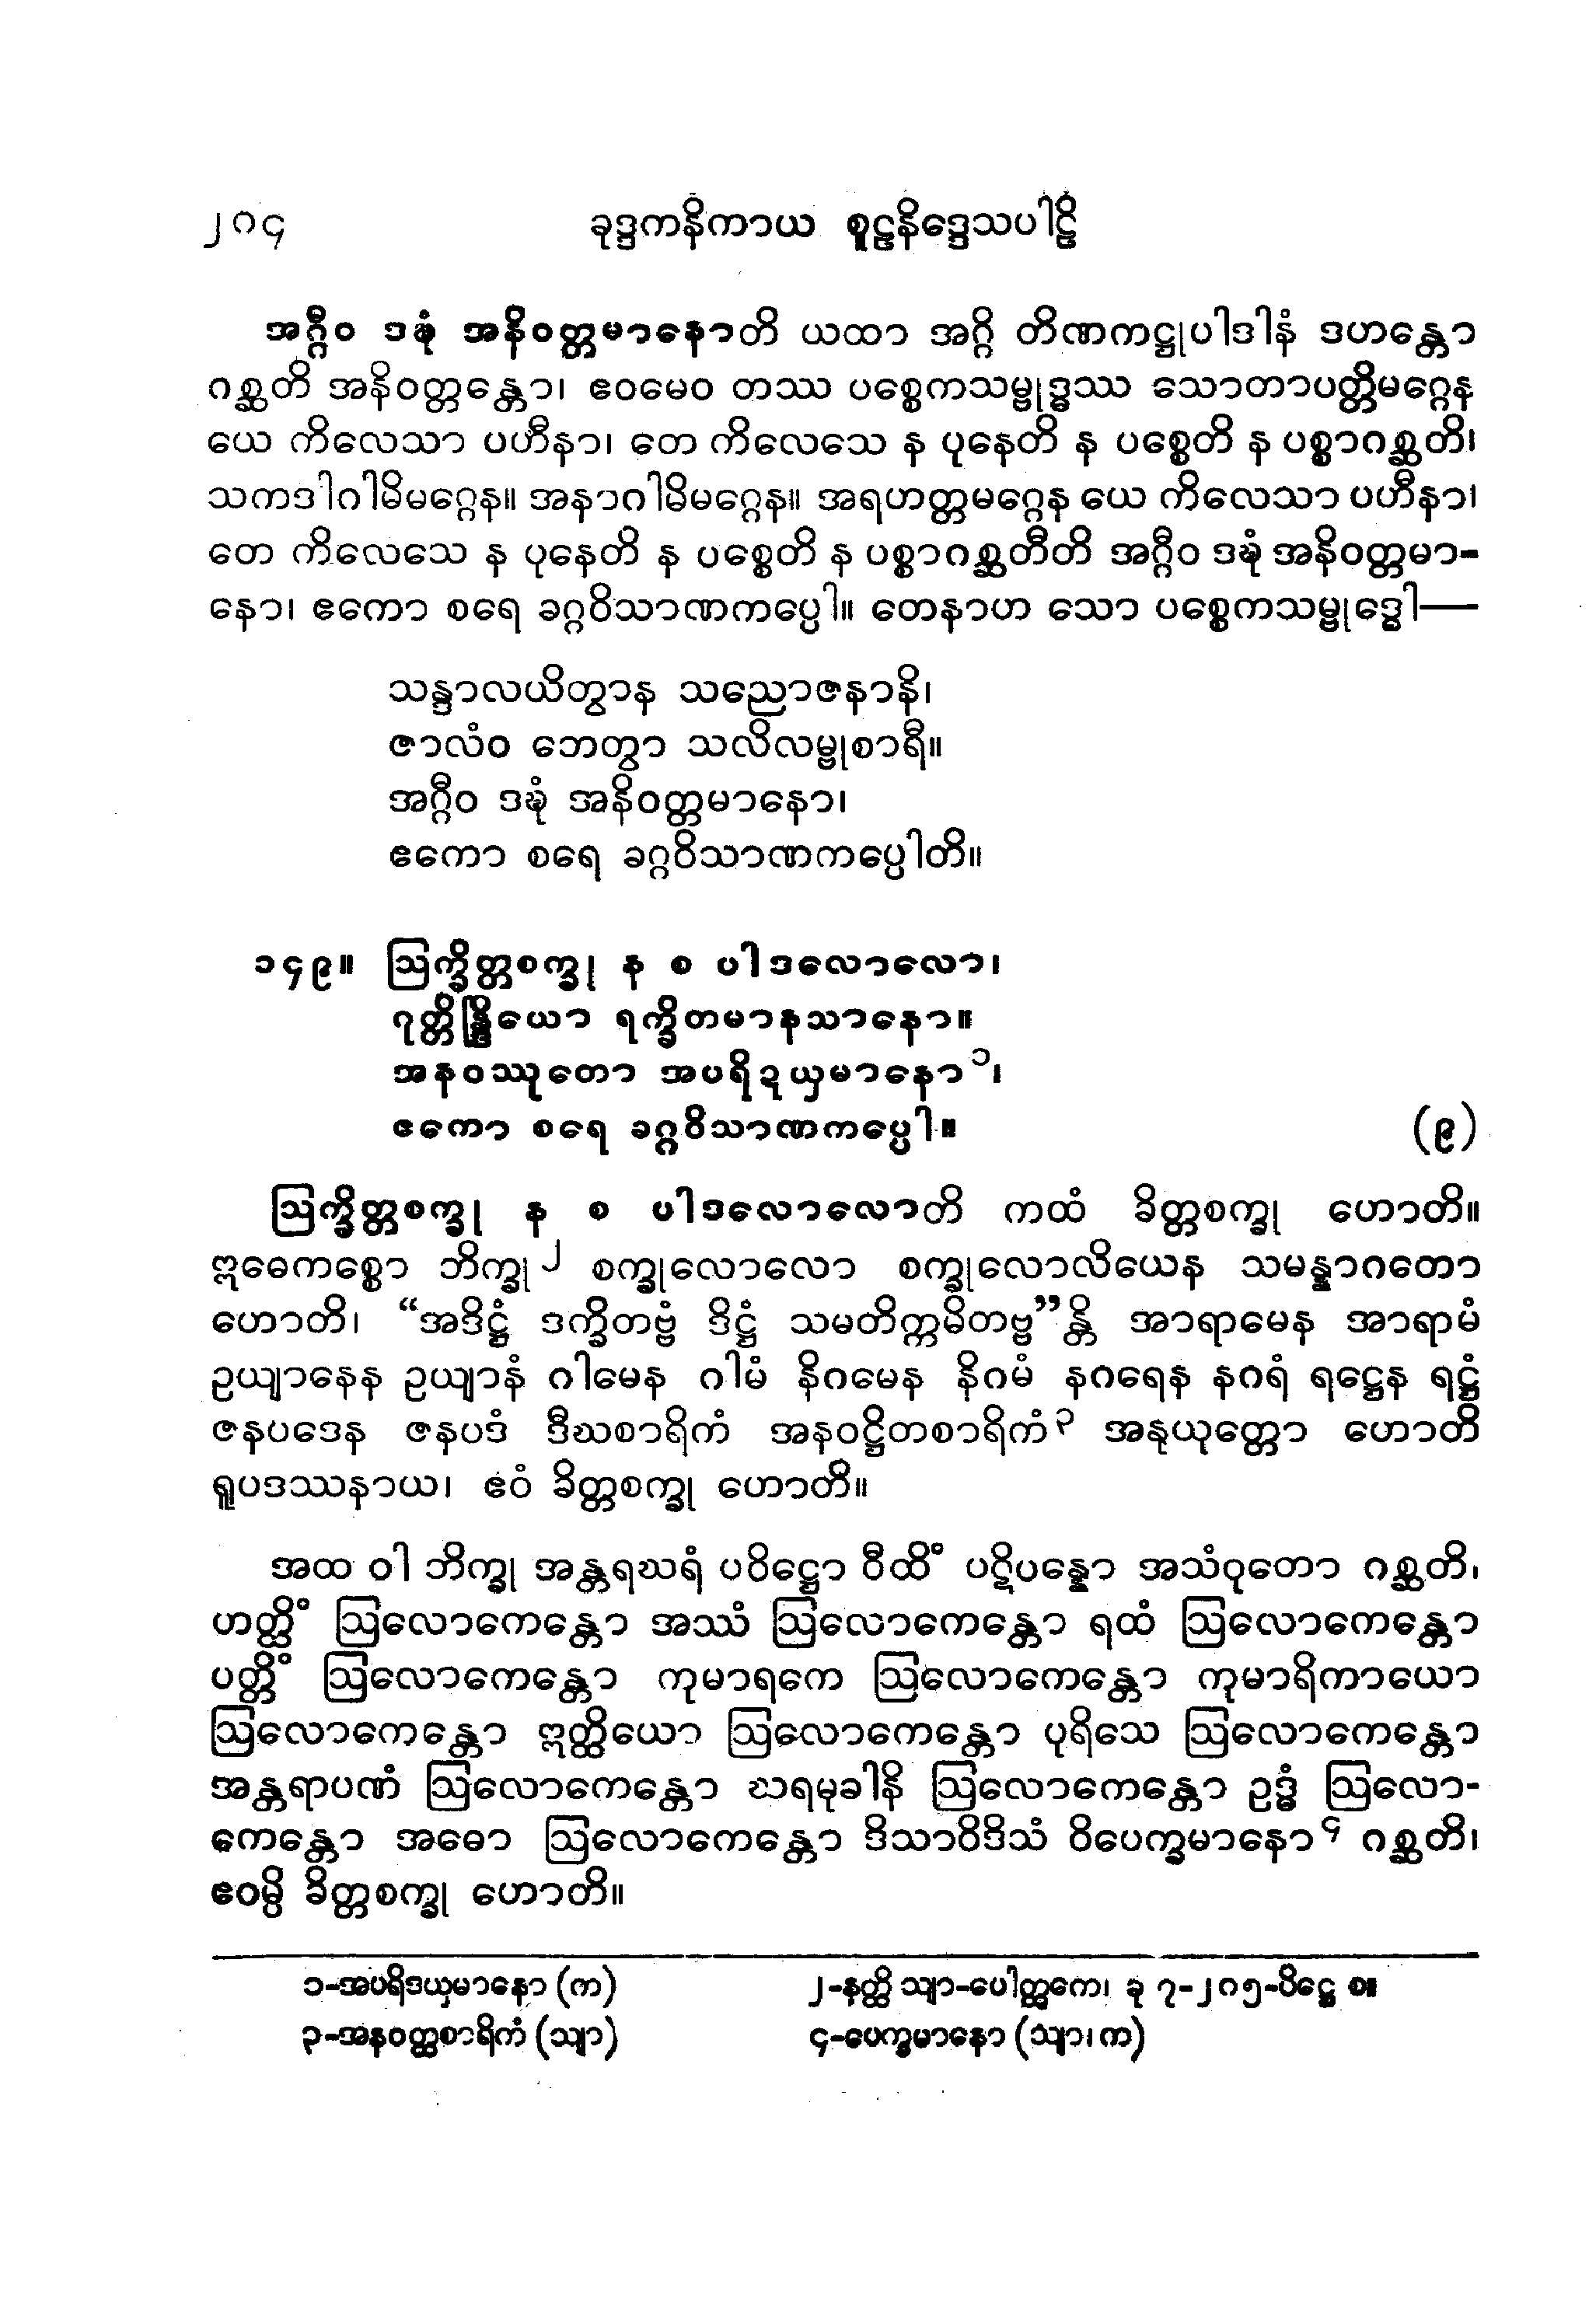 ၂၀၄ ခုဒ္ဒကနိကာယ စူဠနိဒ္ဒေသပါဠိ
အဂ္ဂီဝ ဒဍ္ဎံ အနိဝတ္တမာနောတိ ယထာ အဂ္ဂိ တိဏကဋ္ဌုပါဒါနံ ဒဟန္တော
ဂစ္ဆတိ အနိဝတ္တန္တော၊ ဧဝမေဝ တဿ ပစ္စေကသမ္ဗုဒ္ဓဿ သောတာပတ္တိမဂ္ဂေန
ယေ ကိလေသာ ပဟီနာ၊ တေ ကိလေသေ န ပုနေတိ န ပစ္စေတိ န ပစ္စာဂစ္ဆတိ၊
သကဒါဂါမိမဂ္ဂေန။ အနာဂါမိမဂ္ဂေန။ အရဟတ္တမဂ္ဂေန ယေ ကိလေသာ ပဟီနာ၊
တေ ကိလေသေ န ပုနေတိ န ပစ္စေတိ န ပစ္စာဂစ္ဆတီတိ အဂ္ဂီဝ ဒဍ္ဎံ အနိဝတ္တမာ-
နော၊ ဧကော စရေ ခဂ္ဂဝိသာဏကပ္ပေါ။ တေနာဟ သော ပစ္စေကသမ္ဗုဒ္ဓေါ—
သန္ဒာလယိတွာန သညောဇနာနိ၊
ဇာလံဝ ဘေတွာ သလိလမ္ဗုစာရီ။
အဂ္ဂီဝ ဒဍ္ဎံ အနိဝတ္တမာနော၊
ဧကော စရေ ခဂ္ဂဝိသာဏကပ္ပေါတိ။
၁၄၉။ ဩက္ခိတ္တစက္ခု န စ ပါဒလောလော၊
ဂုတ္တိန္ဒြိယော ရက္ခိတမာနသာနော။
အနဝဿုတော အပရိဍယှမာနော၁၊
ဧကော စရေ ခဂ္ဂဝိသာဏကပ္ပေါ။ (၉)
ဩက္ခိတ္တစက္ခု န စ ပါဒလောလောတိ ကထံ ခိတ္တစက္ခု ဟောတိ။
ဣဓေကစ္စော ဘိက္ခု၂ စက္ခုလောလော စက္ခုလောလိယေန သမန္နာဂတော
ဟောတိ၊ “အဒိဋ္ဌံ ဒက္ခိတဗ္ဗံ ဒိဋ္ဌံ သမတိက္ကမိတဗ္ဗ”န္တိ အာရာမေန အာရာမံ
ဥယျာနေန ဥယျာနံ ဂါမေန ဂါမံ နိဂမေန နိဂမံ နဂရေန နဂရံ ရဋ္ဌေန ရဋ္ဌံ
ဇနပဒေန ဇနပဒံ ဒီဃစာရိကံ အနဝဋ္ဌိတစာရိကံ၃ အနုယုတ္တော ဟောတိ
ရူပဒဿနာယ၊ ဧဝံ ခိတ္တစက္ခု ဟောတိ။
အထ ဝါ ဘိက္ခု အန္တရဃရံ ပဝိဋ္ဌော ဝီထိံ ပဋိပန္နော အသံဝုတော ဂစ္ဆတိ၊
ဟတ္ထိံ ဩလောကေန္တော အဿံ ဩလောကေန္တော ရထံ ဩလောကေန္တော
ပတ္တိံ ဩလောကေန္တော ကုမာရကေ ဩလောကေန္တော ကုမာရိကာယော
ဩလောကေန္တော ဣတ္ထိယော ဩလောကေန္တော ပုရိသေ ဩလောကေန္တော
အန္တရာပဏံ ဩလောကေန္တော ဃရမုခါနိ ဩလောကေန္တော ဥဒ္ဓံ ဩလော-
ကေန္တော အဓော ဩလောကေန္တော ဒိသာဝိဒိသံ ဝိပေက္ခမာနော၄ ဂစ္ဆတိ၊
ဧဝမ္ပိ ခိတ္တစက္ခု ဟောတိ။
၁-အပရိဒယှမာနော (က) ၂-နတ္ထိ သျာ-ပေါတ္ထကေ၊ ခု ၇-၂၀၅-ပိဋ္ဌေ စ။
၃-အနဝတ္ထစာရိကံ (သျာ) ၄-ပေက္ခမာနော (သျာ၊ က)